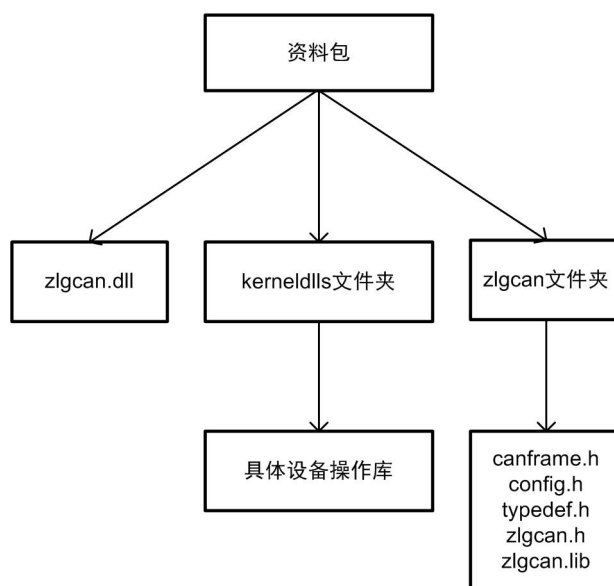 资料包
zlgcan.dll
kerneldlls文件夹
zlgcan文件夹
具体设备操作库
canframe.h
config.h
typedef.h
zlgcan.h
zlgcan.lib